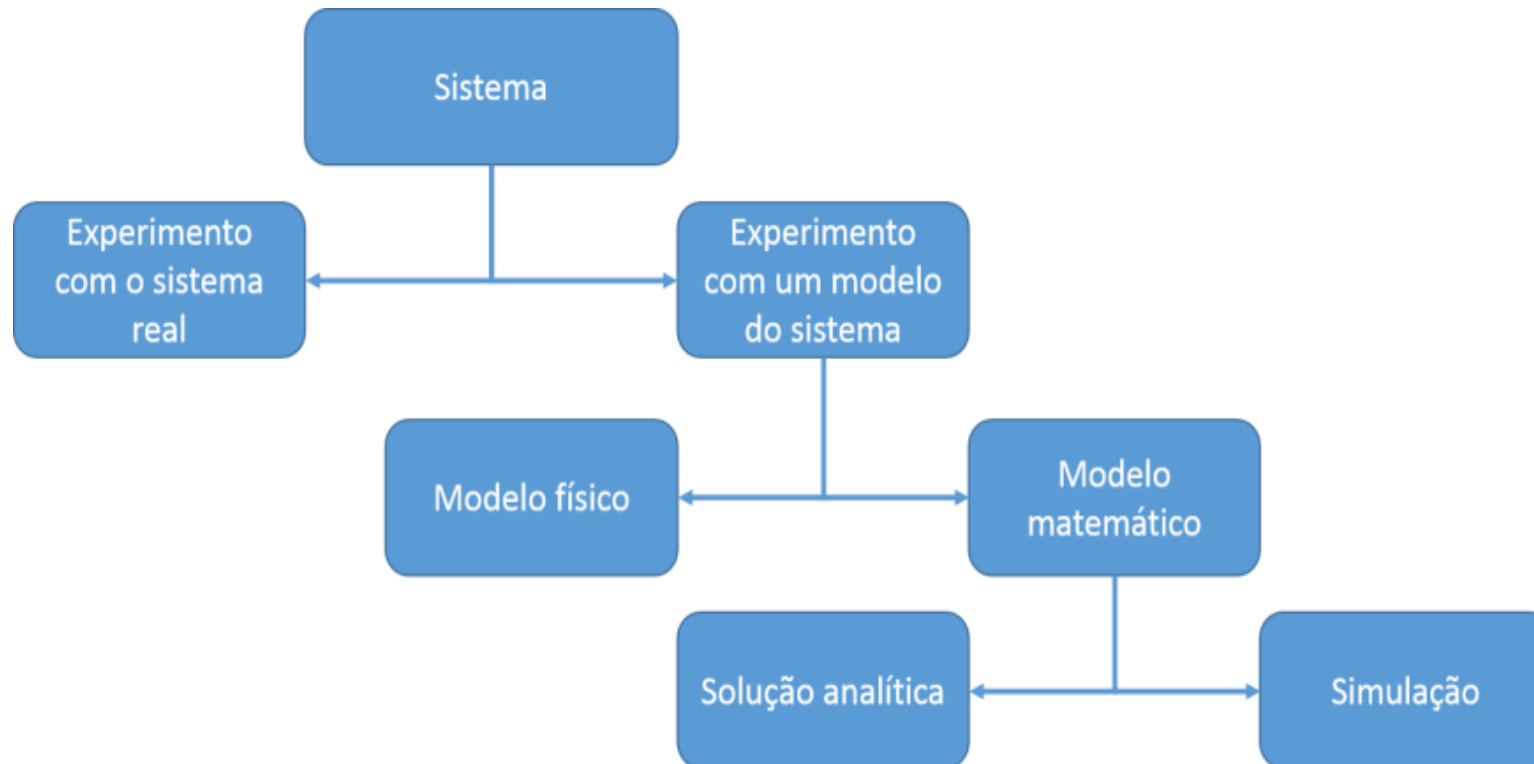 Sistema
Experimento
com o sistema
real
Experimento
com um modelo
do sistema
Modelo físico
Modelo
matemático
Solução analítica
Simulação